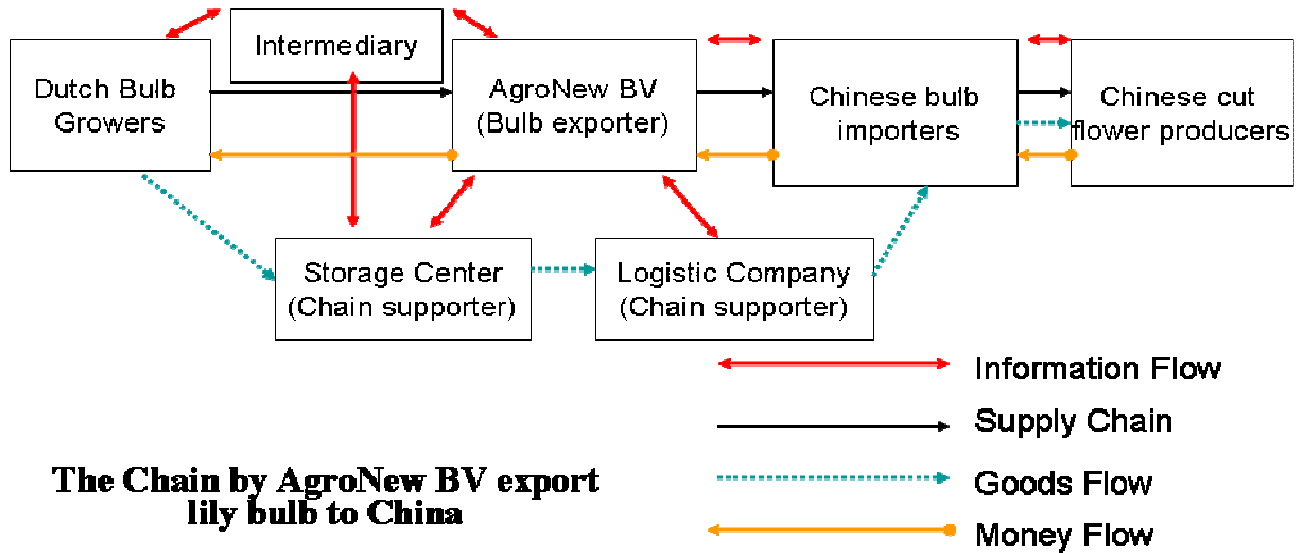 Intermediary
Dutch Bulb
Growers
AgroNew BV
(Bulb exporter)
Chinese bulb
importers
Chinese cut
flower producers
Storage Center
(Chain supporter)
Logistic Company
(Chain supporter)
Information Flow
Supply Chain
Goods Flow
Money Flow
The Chain by AgroNew BV export
lily bulb to China